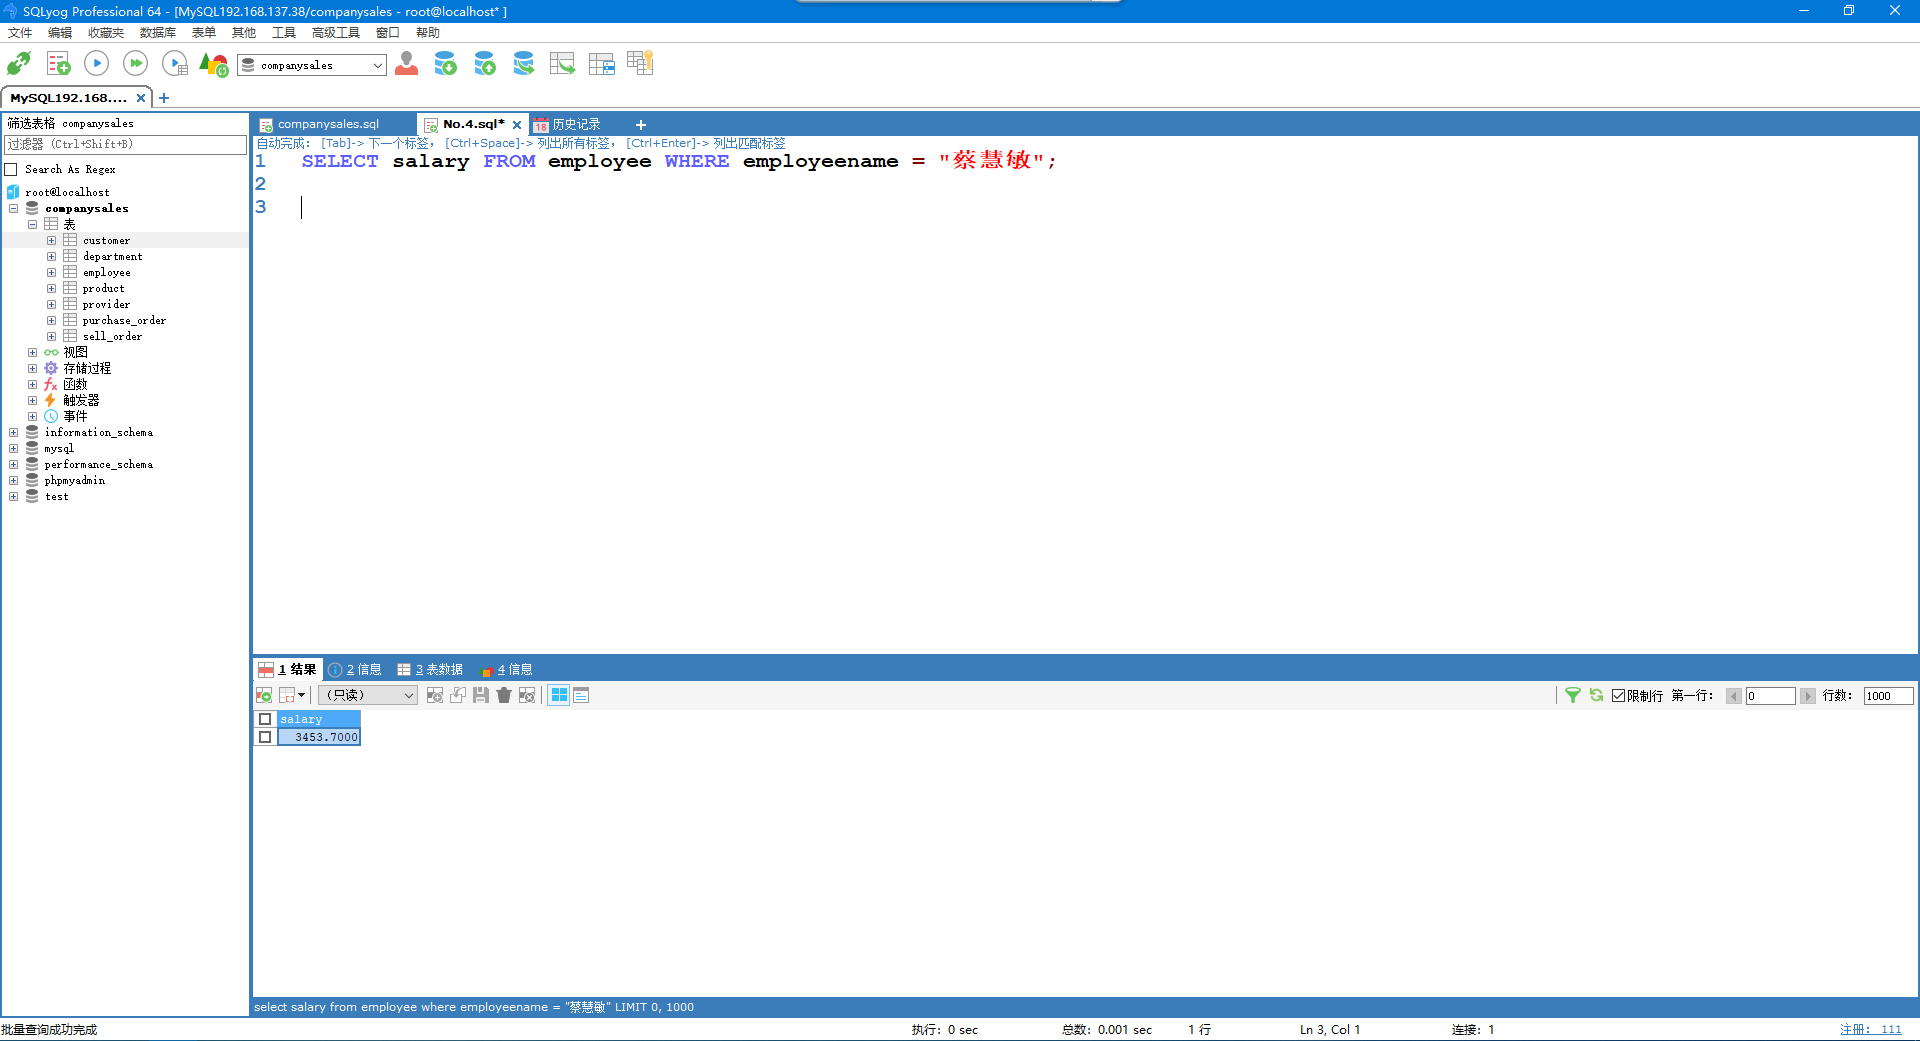 SQLyog Professional 64 - [MySQL192.168.137.38/companysales - root@localhost* ]
文件 编辑 收藏夹 数据库 表单 其他 工具 高级工具 窗口 帮助
companysales
MySQL192.168....
筛选表格 companysales
过滤器 (Ctrl+Shift+B)
Search As Regex
root@localhost
companysales
表
customer
department
employee
product
provider
purchase_order
sell_order
视图
存储过程
函数
触发器
事件
information_schema
mysql
performance_schema
phpmyadmin
test
companysales.sql No.4.sql* 18 历史记录
自动完成: [Tab]-> 下一个标签, [Ctrl+Space]-> 列出所有标签, [Ctrl+Enter]-> 列出匹配标签
1 SELECT salary FROM employee WHERE employeename = "蔡慧敏";
2
3
1 结果 2 信息 3 表数据 4 信息
(只读) 限制行 第一行: 0 行数: 1000
salary
3453.7000
select salary from employee where employeename = "蔡慧敏" LIMIT 0, 1000
批量查询成功完成 执行: 0 sec 总数: 0.001 sec 1 行 Ln 3, Col 1 连接: 1 注册: 111